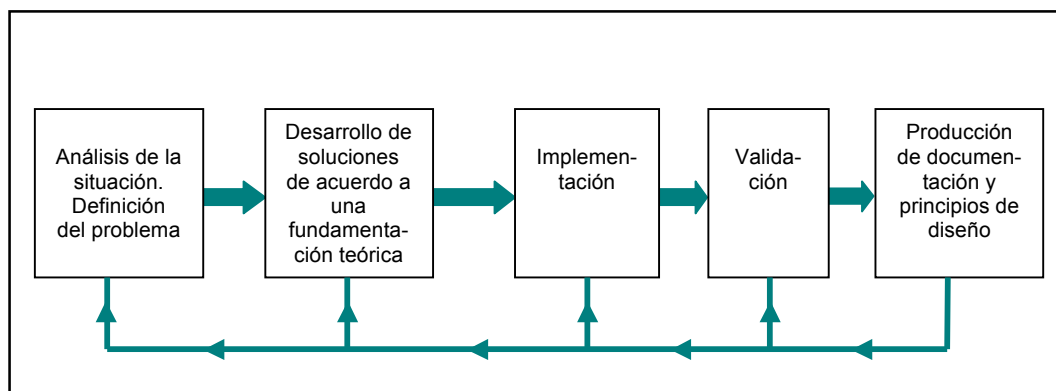 Análisis de la
situación.
Definición
del problema
Desarrollo de
soluciones
de acuerdo a
una
fundamenta-
ción teórica
Implemen-
tación
Valida-
ción
Producción
de documen-
tación y
principios de
diseño